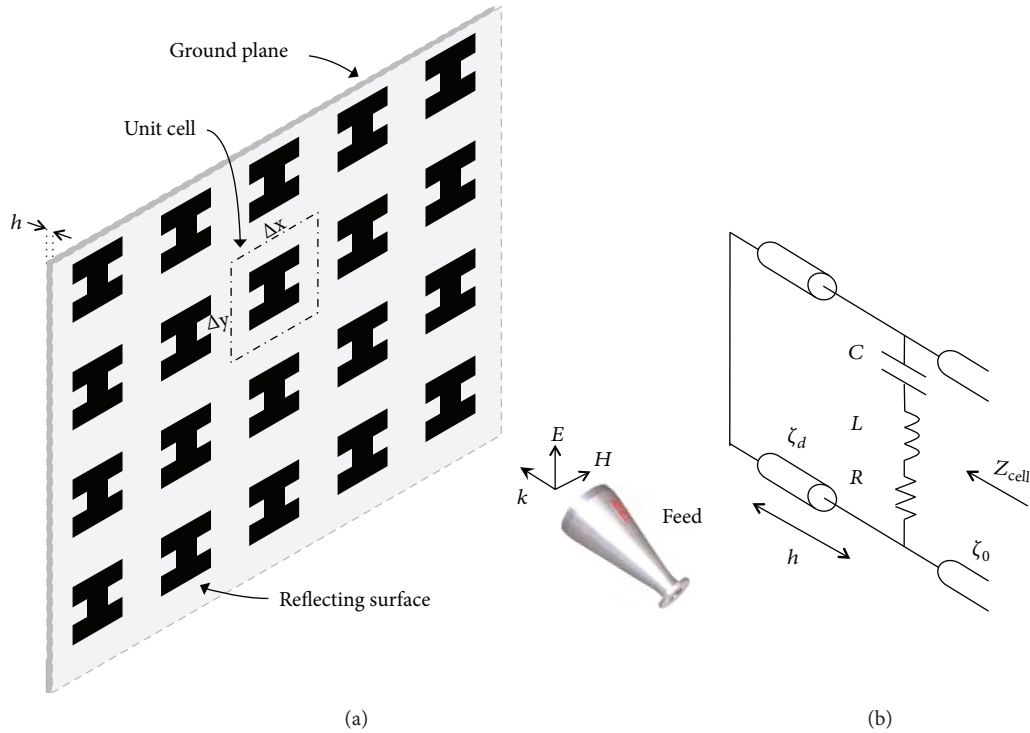 Ground plane
Unit cell
h
Δx
Δy
Reflecting surface
E
H
k
Feed
C
L
R
ζd
h
Zcell
ζ0
(a)
(b)